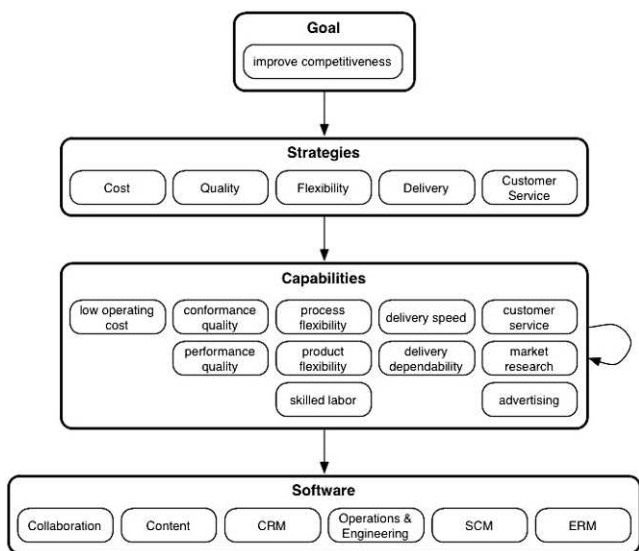 Goal
improve competitiveness
Strategies
Cost
Quality
Flexibility
Delivery
Customer
Service
Capabilities
low operating
cost
conformance
quality
process
flexibility
delivery speed
customer
service
performance
quality
product
flexibility
delivery
dependability
market
research
skilled labor
advertising
Software
Collaboration
Content
CRM
Operations &
Engineering
SCM
ERM